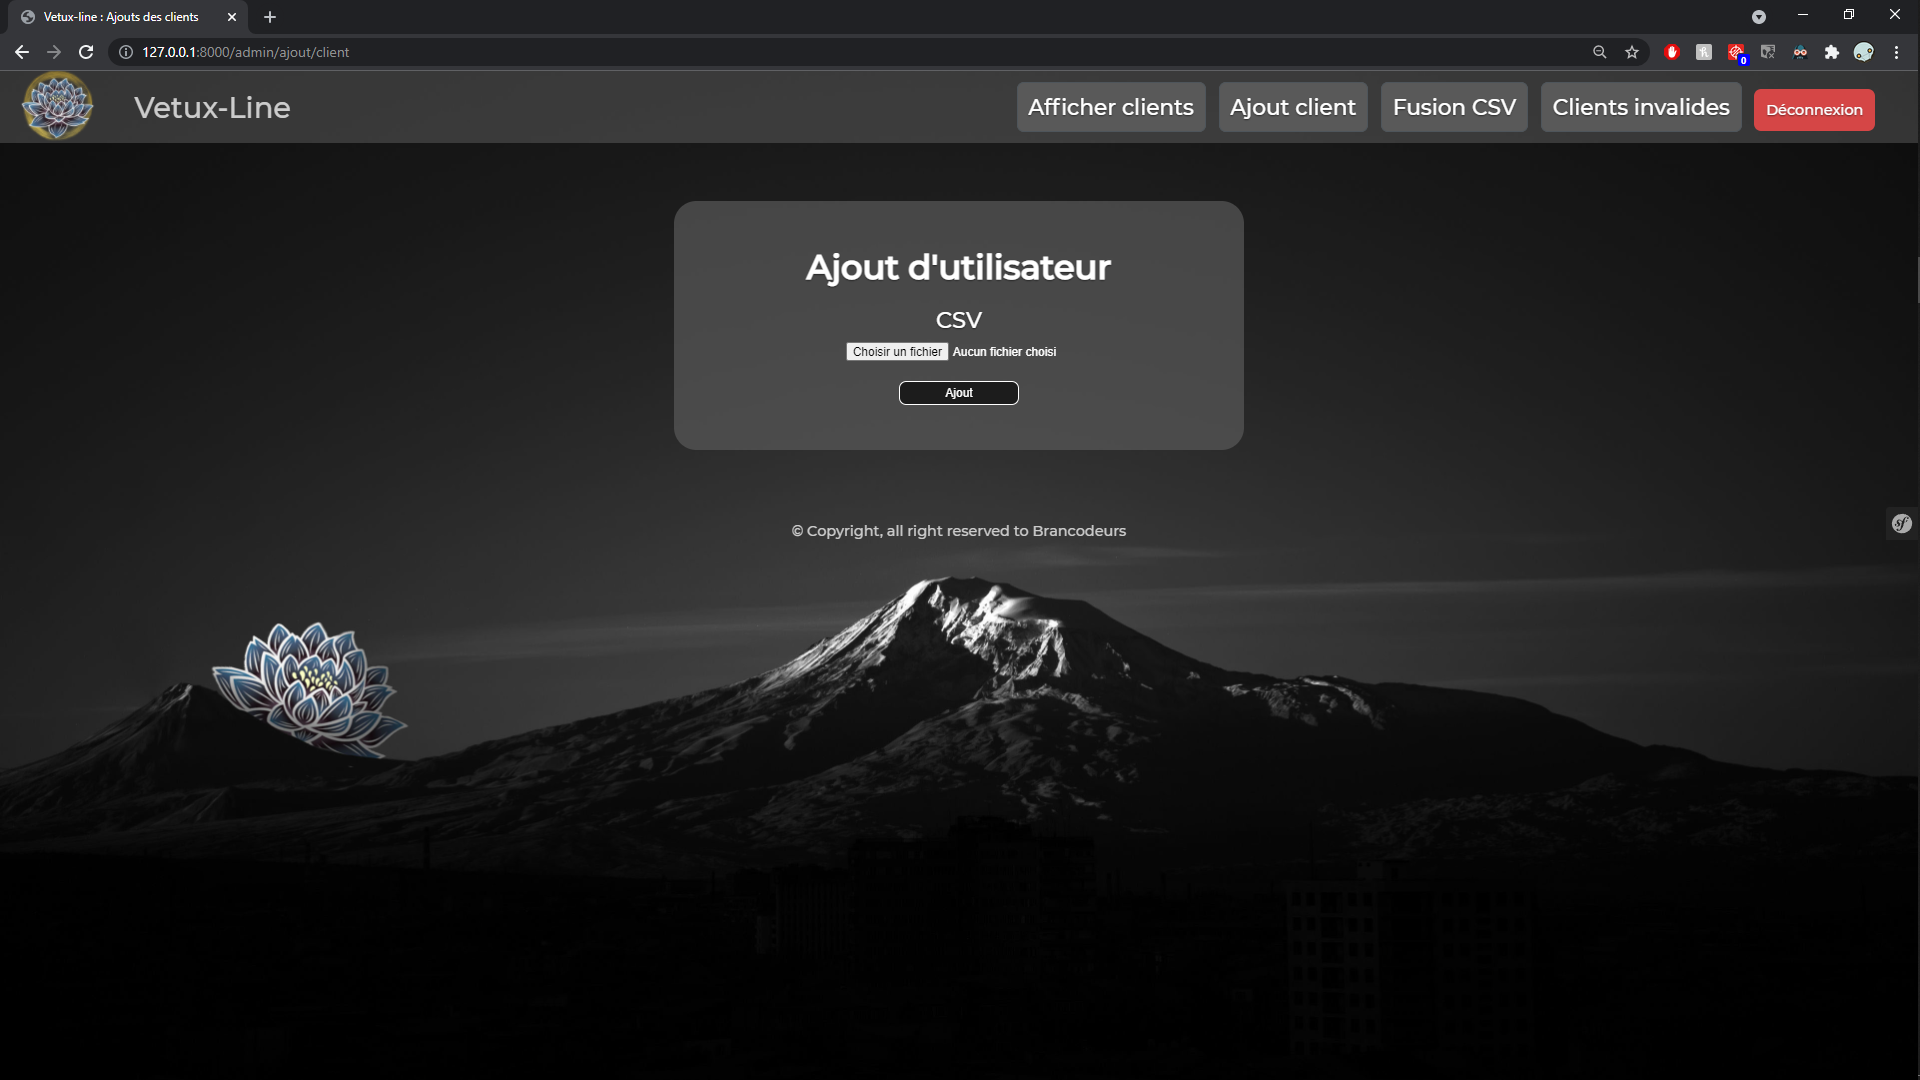 Vetux-line : Ajouts des clients
127.0.0.1:8000/admin/ajout/client
0
Vetux-Line
Afficher clients
Ajout client
Fusion CSV
Clients invalides
Déconnexion
Ajout d'utilisateur
CSV
Choisir un fichier Aucun fichier choisi
Ajout
© Copyright, all right reserved to Brancodeurs
sf